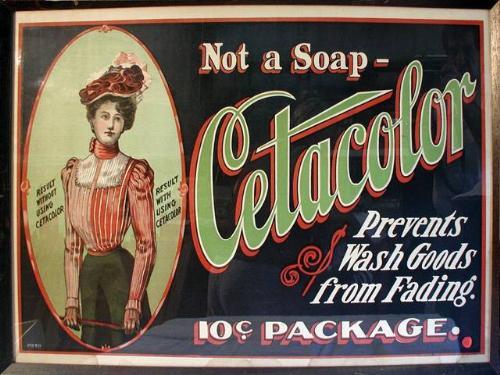 Not a Soap –
Cetacolor
Prevents
Wash Goods
from Fading.
10¢ PACKAGE.
RESULT
WITHOUT
USING
CETACOLOR
RESULT
WITH
USING
CETACOLOR